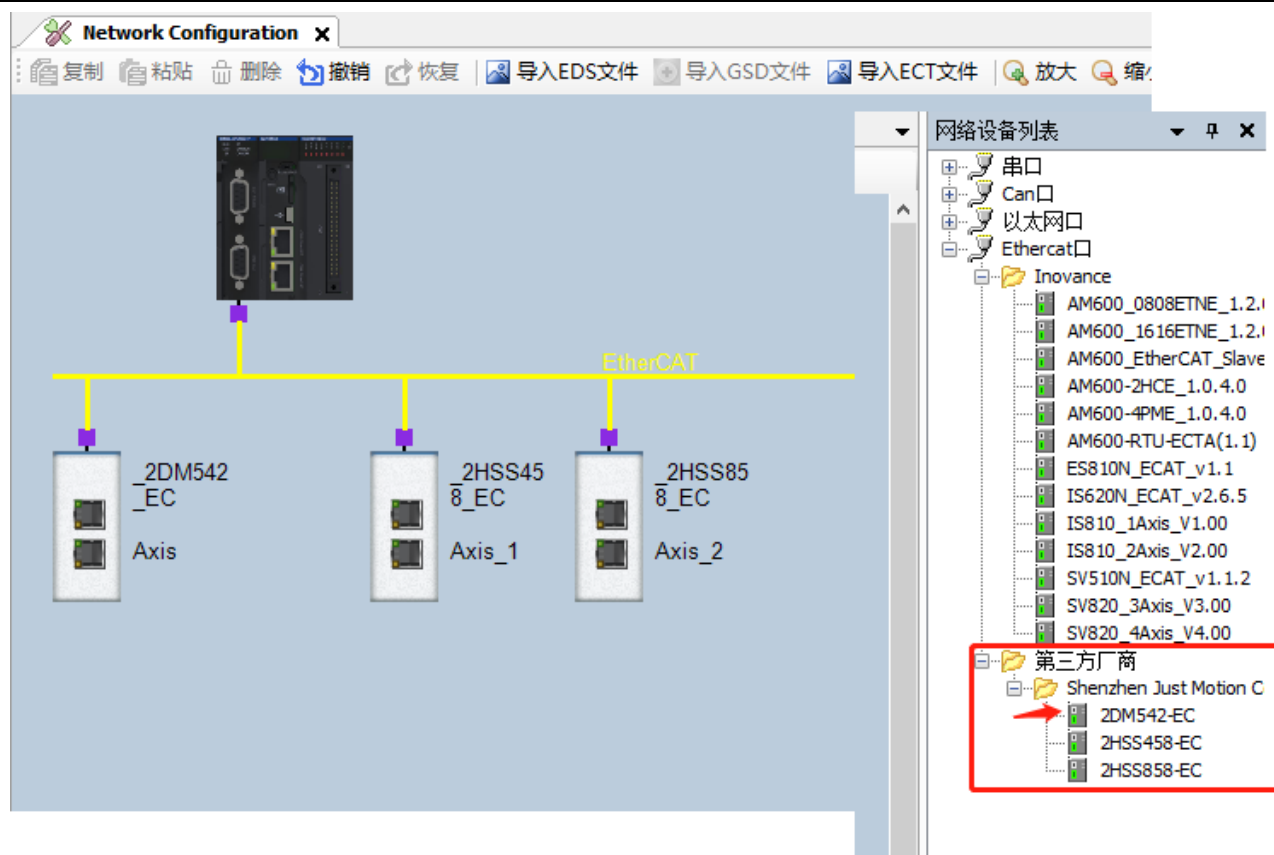 Network Configuration
复制 粘贴 删除 撤销 恢复 导入EDS文件 导入GSD文件 导入ECT文件 放大
网络设备列表
串口
Can口
以太网口
Ethercat口
Inovance
AM600_0808ETNE_1.2.
AM600_1616ETNE_1.2.
AM600_EtherCAT_Slave
AM600-2HCE_1.0.4.0
AM600-4PME_1.0.4.0
AM600-RTU-ECTA(1.1)
ES810N_ECAT_v1.1
IS620N_ECAT_v2.6.5
IS810_1Axis_V1.00
IS810_2Axis_V2.00
SV510N_ECAT_v1.1.2
SV820_3Axis_V3.00
SV820_4Axis_V4.00
第三方厂商
Shenzhen Just Motion C
2DM542-EC
2HSS458-EC
2HSS858-EC
EtherCAT
_2DM542
_EC
Axis
_2HSS45
8_EC
Axis_1
_2HSS85
8_EC
Axis_2